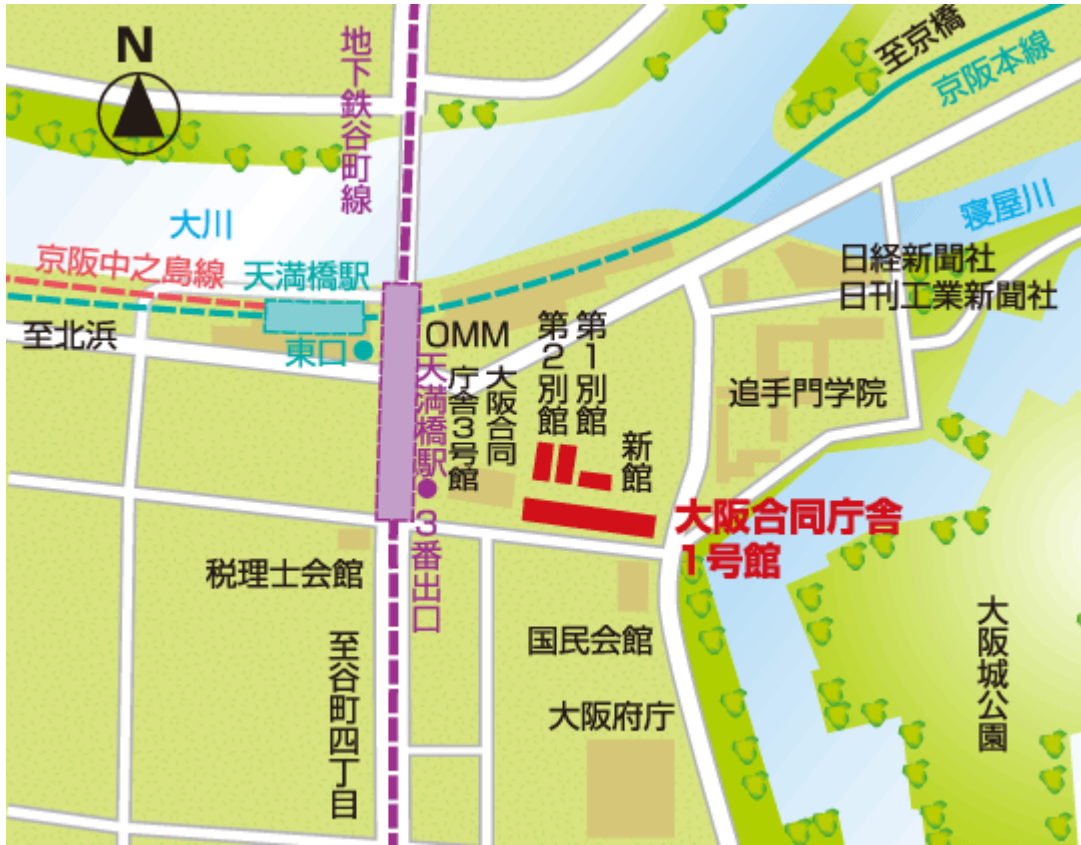 N
地下鉄谷町線
至京橋
京阪本線
大川
寝屋川
京阪中之島線
天満橋駅
日経新聞社
日刊工業新聞社
至北浜
東口
OMM
天満橋駅
3番出口
大阪合同
庁舎3号館
第2別館
第1別館
新館
追手門学院
大阪合同庁舎
1号館
税理士会館
国民会館
至谷町四丁目
大阪府庁
大阪城公園